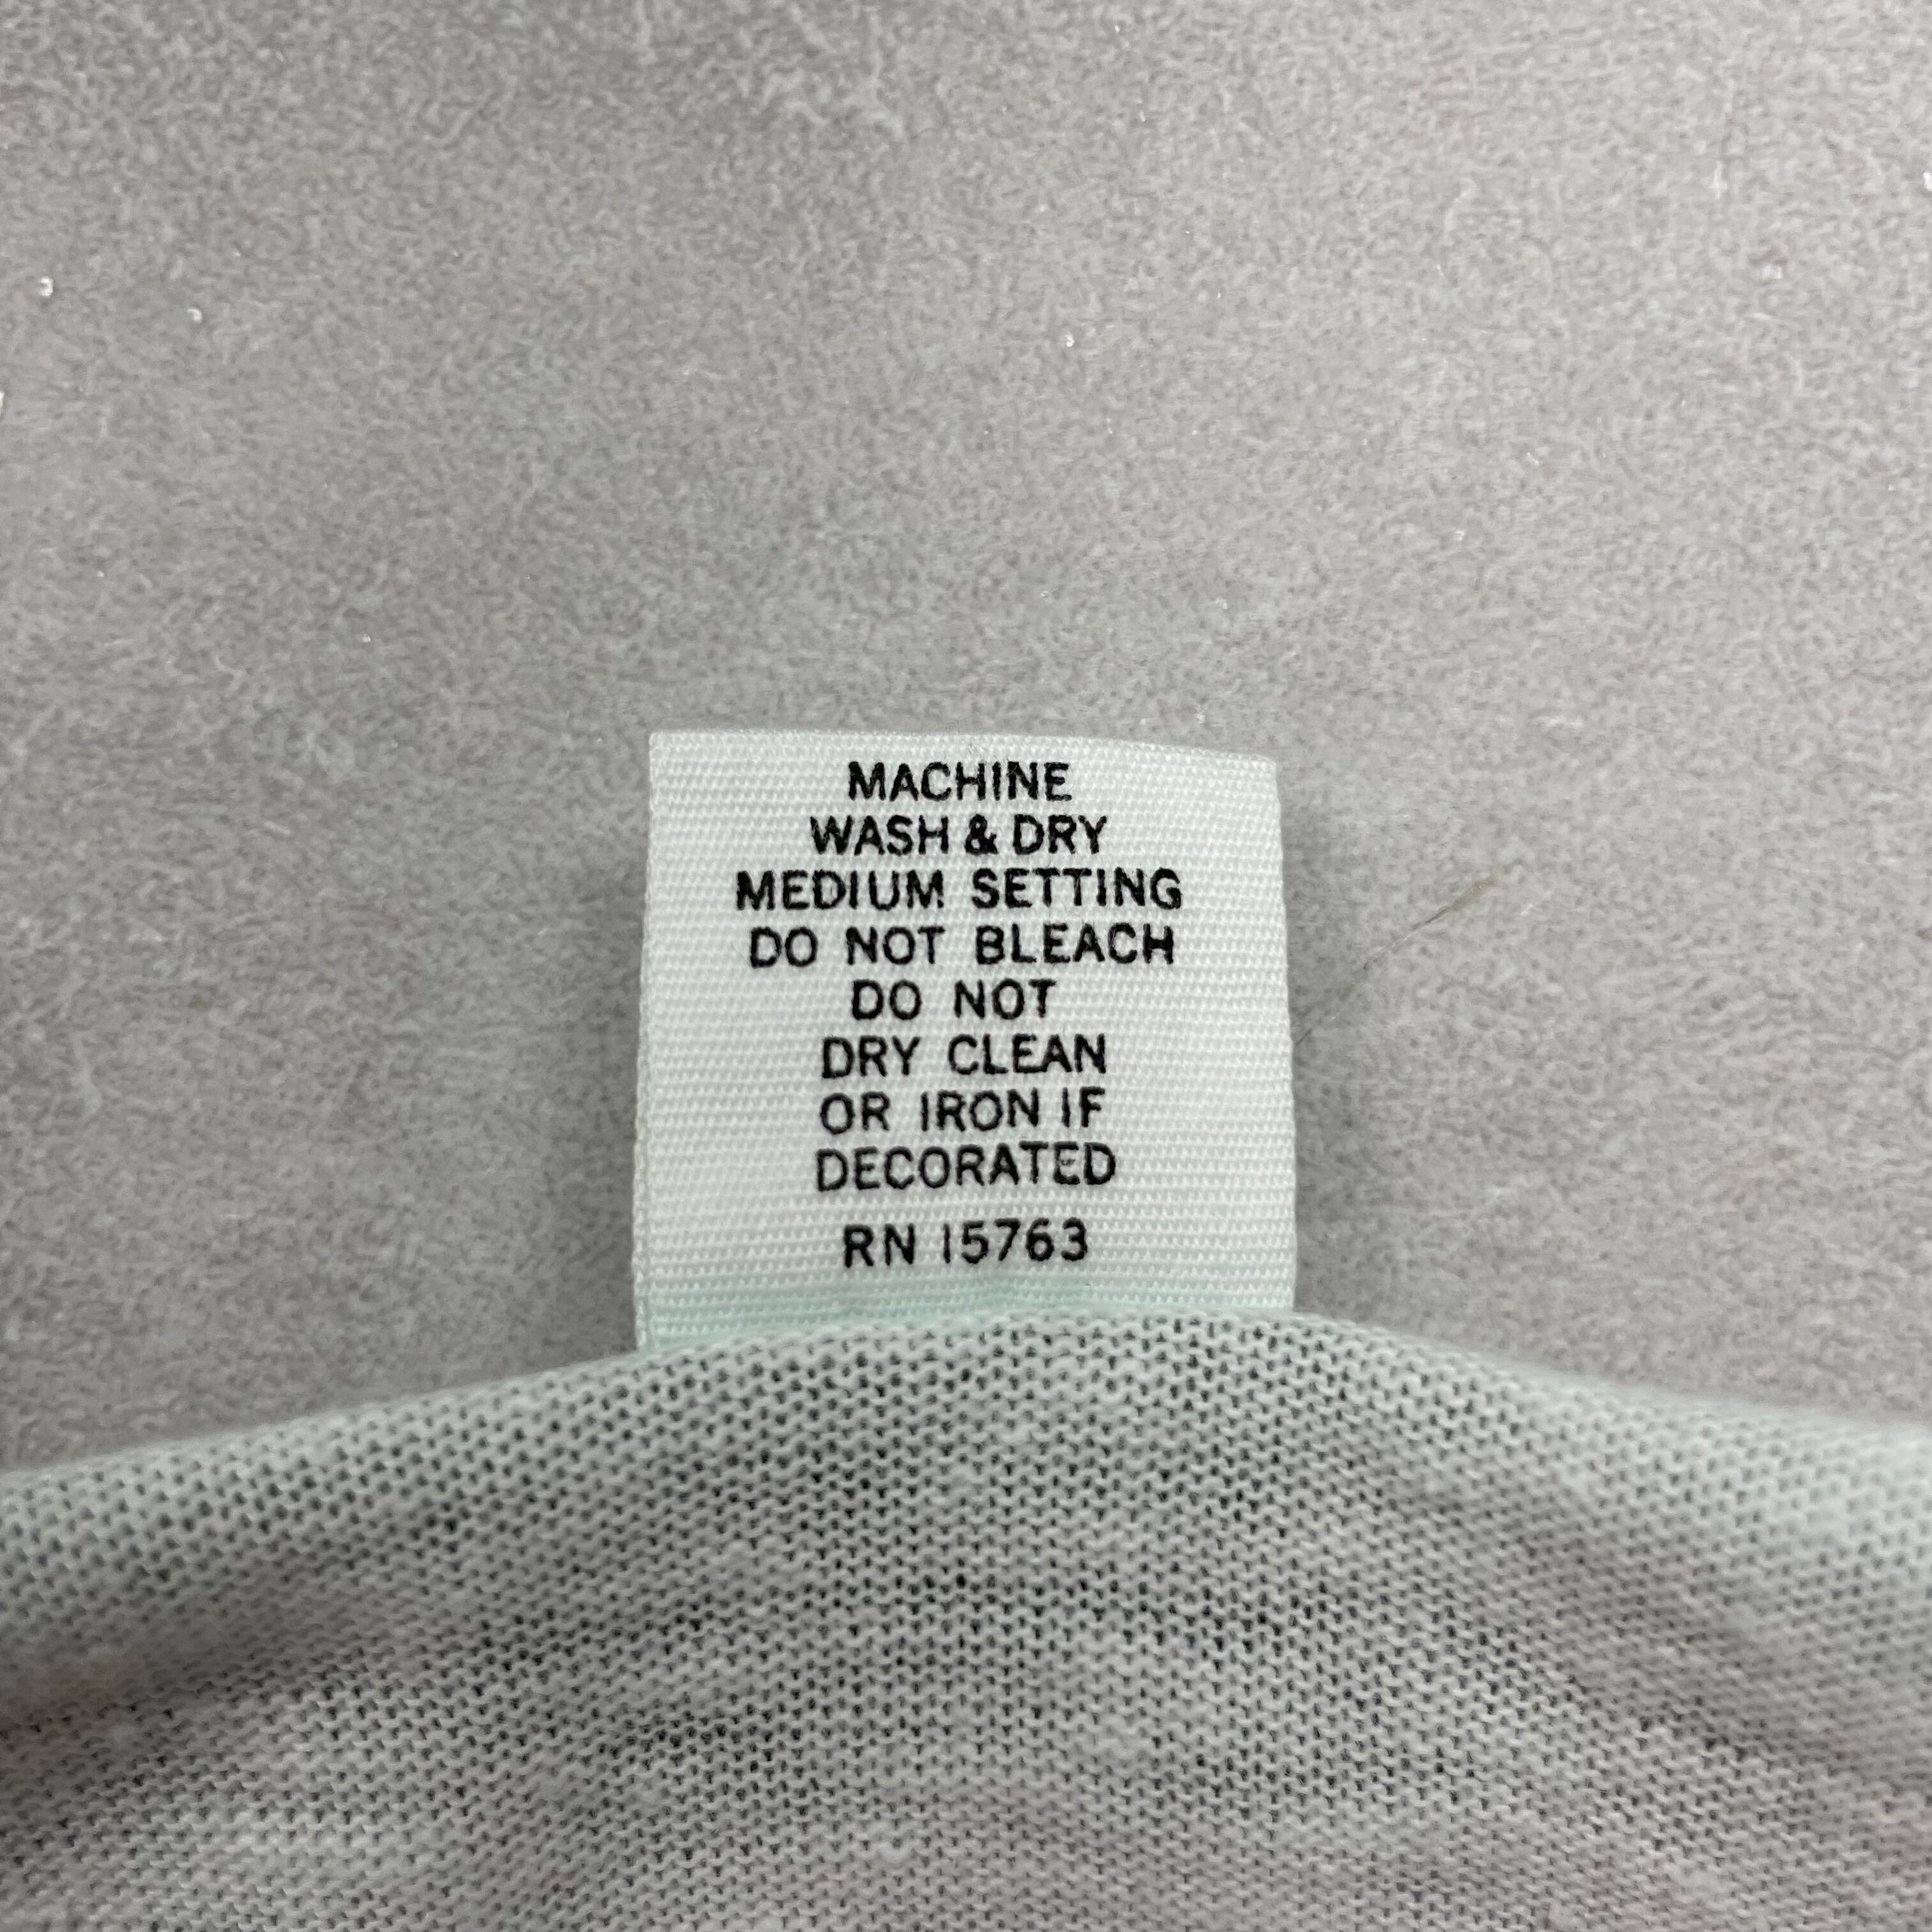 MACHINE
WASH & DRY
MEDIUM SETTING
DO NOT BLEACH
DO NOT
DRY CLEAN
OR IRON IF
DECORATED
RN 15763